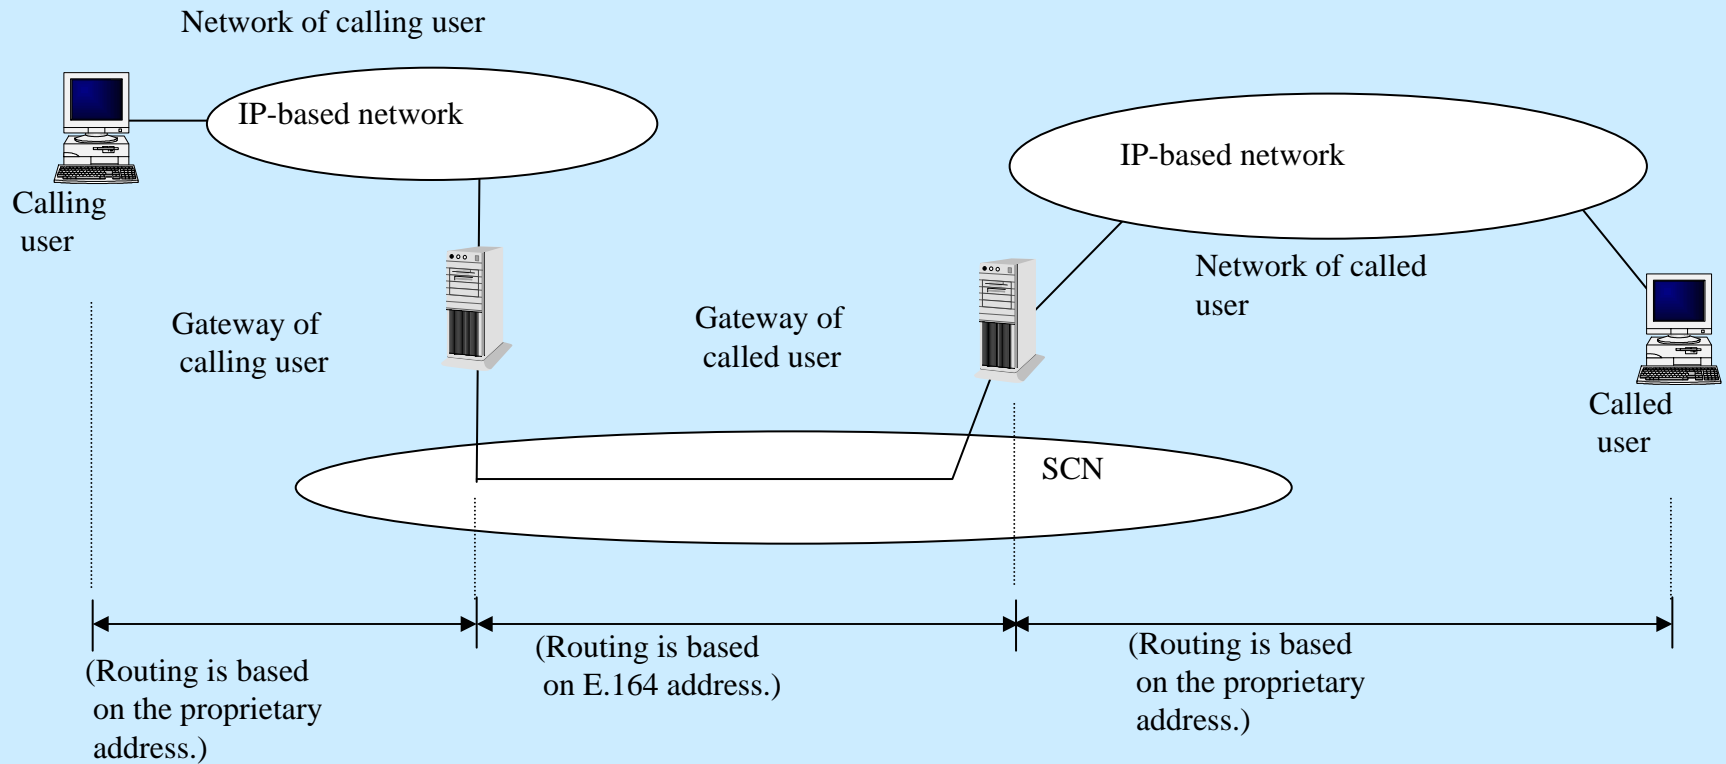 Network of calling user
IP-based network
IP-based network
Calling
user
Network of called
user
Gateway of
calling user
Gateway of
called user
Called
user
SCN
(Routing is based
on the proprietary
address.)
(Routing is based
on E.164 address.)
(Routing is based
on the proprietary
address.)